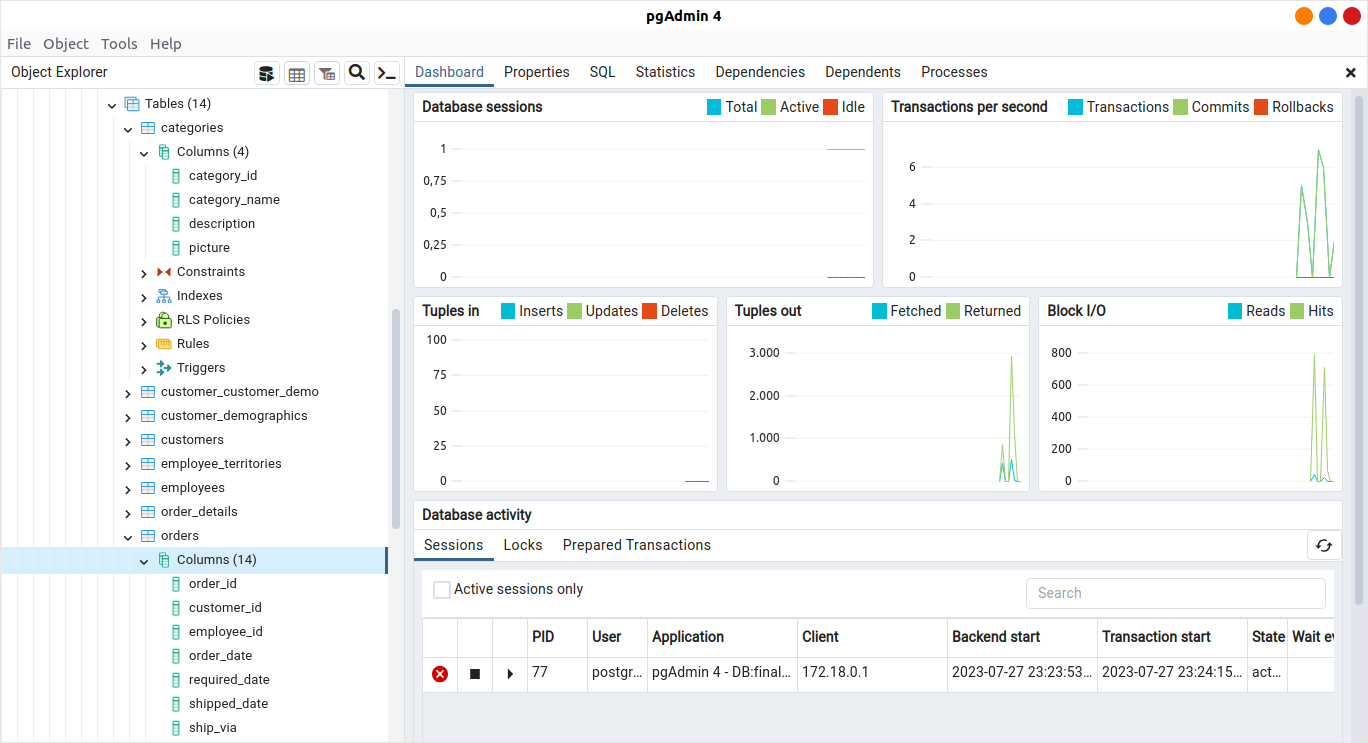 pgAdmin 4
File Object Tools Help
Object Explorer
Dashboard Properties SQL Statistics Dependencies Dependents Processes
Tables (14)
categories
Columns (4)
category_id
category_name
description
picture
Constraints
Indexes
RLS Policies
Rules
Triggers
customer_customer_demo
customer_demographics
customers
employee_territories
employees
order_details
orders
Columns (14)
order_id
customer_id
employee_id
order_date
required_date
shipped_date
ship_via
Database sessions Total Active Idle
1
0,75
0,5
0,25
0
Transactions per second Transactions Commits Rollbacks
6
4
2
0
Tuples in Inserts Updates Deletes
100
75
50
25
0
Tuples out Fetched Returned
3.000
2.000
1.000
0
Block I/O Reads Hits
800
600
400
200
0
Database activity
Sessions Locks Prepared Transactions
Active sessions only
Search
PID User Application Client Backend start Transaction start State Wait ev
77 postgr... pgAdmin 4 - DB:final... 172.18.0.1 2023-07-27 23:23:53... 2023-07-27 23:24:15... act...